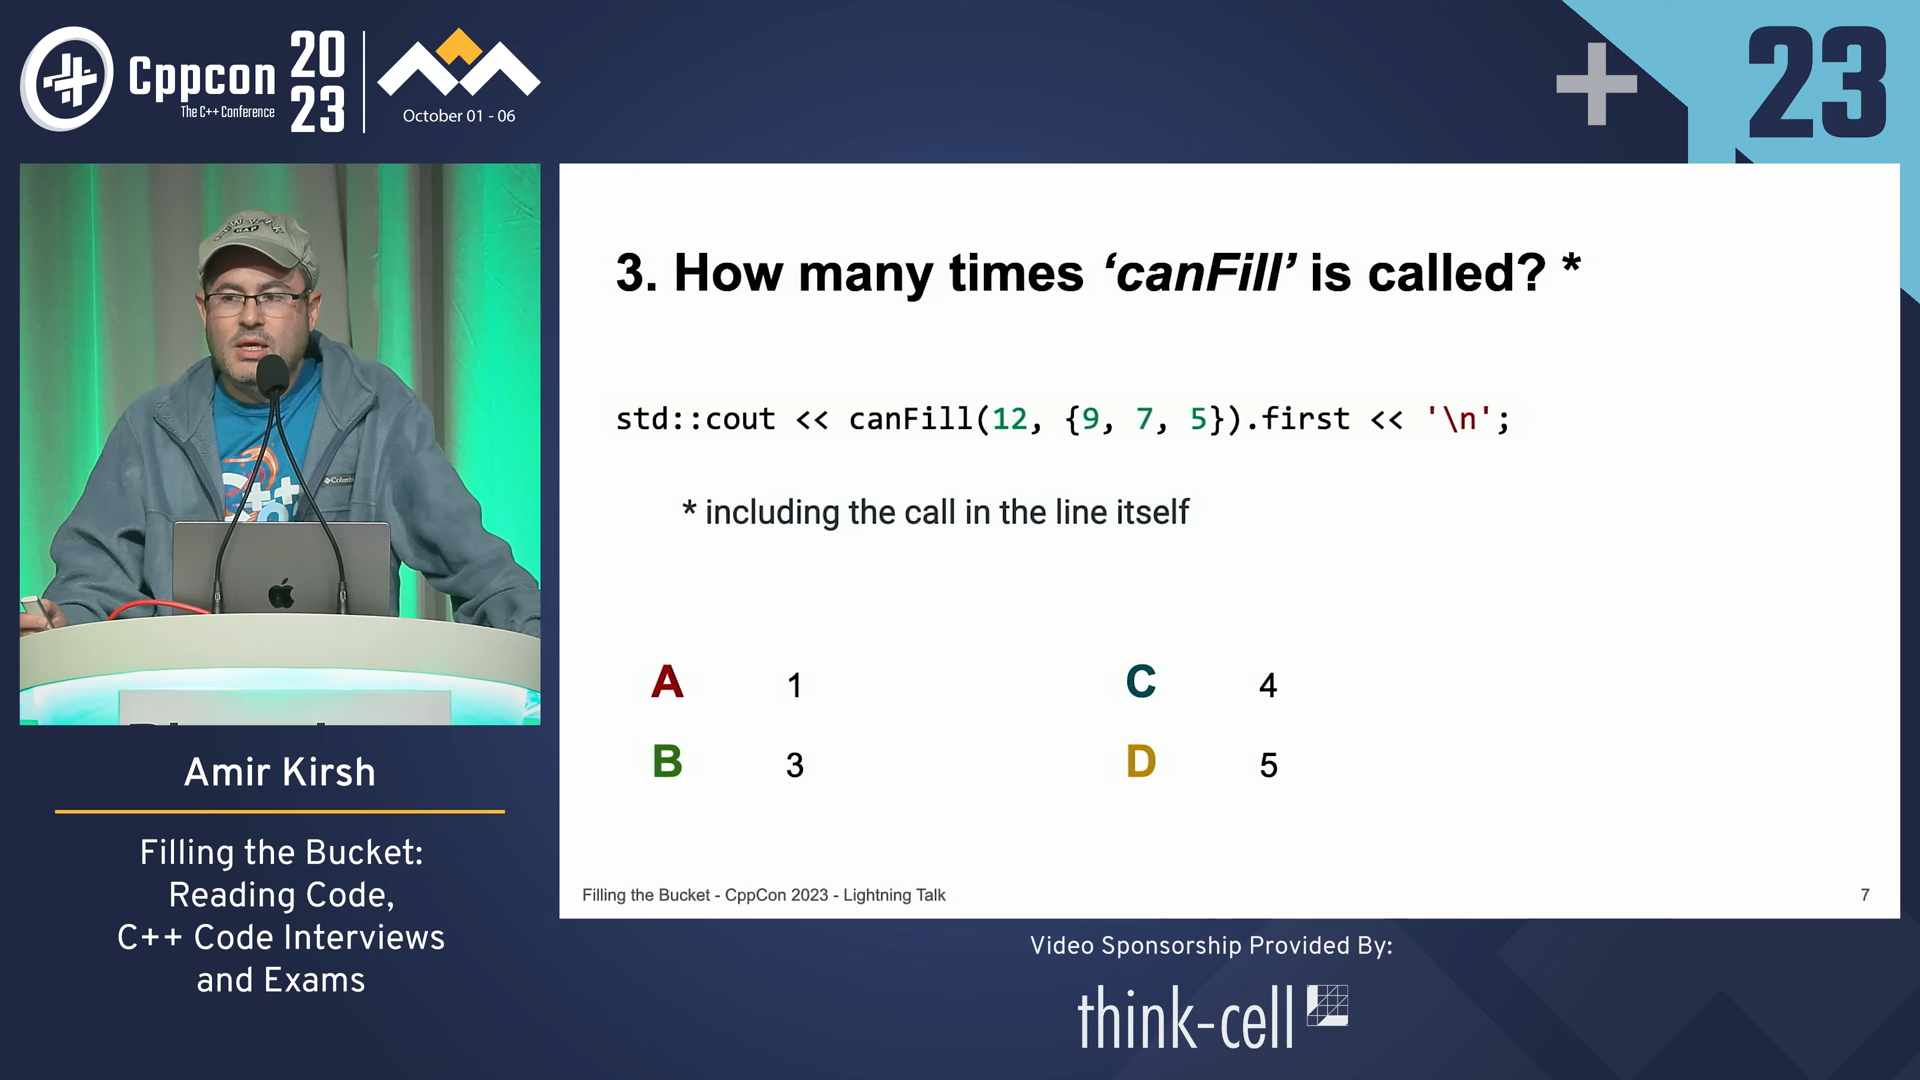 Cppcon
The C++ Conference
20
23
October 01 - 06
23
NEW YORK
3. How many times ‘canFill’ is called? *
std::cout << canFill(12, {9, 7, 5}).first << '\n';
* including the call in the line itself
A 1
C 4
B 3
D 5
Filling the Bucket - CppCon 2023 - Lightning Talk
7
Columbia
Amir Kirsh
Filling the Bucket:
Reading Code,
C++ Code Interviews
and Exams
Video Sponsorship Provided By:
think-cell